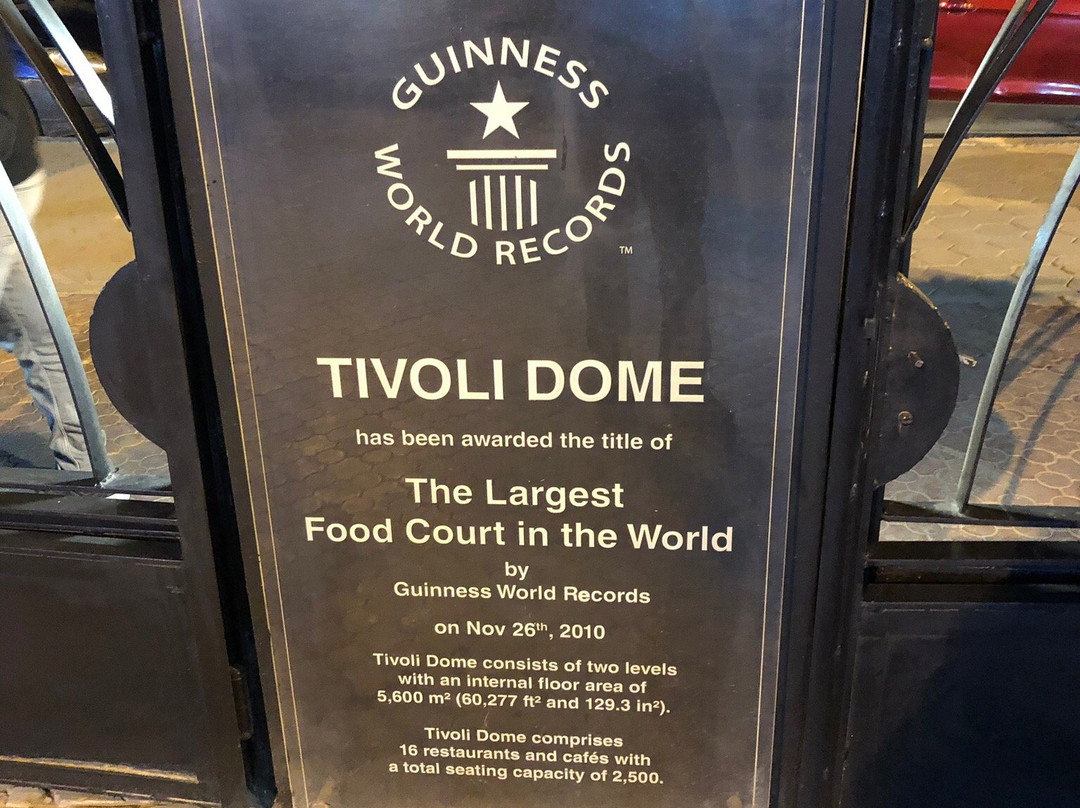 GUINNESS
WORLD RECORDS
TM
TIVOLI DOME
has been awarded the title of
The Largest
Food Court in the World
by
Guinness World Records
on Nov 26th, 2010
Tivoli Dome consists of two levels
with an internal floor area of
5,600 m² (60,277 ft² and 129.3 in²).
Tivoli Dome comprises
16 restaurants and cafés with
a total seating capacity of 2,500.